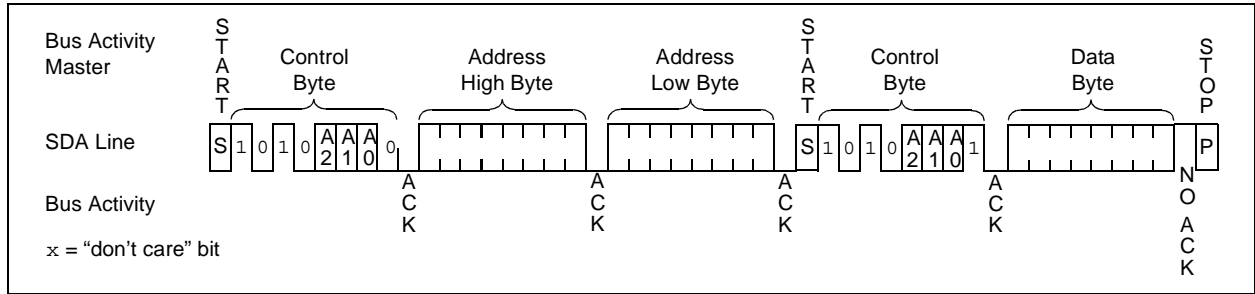 Bus Activity
Master
START
Control
Byte
Address
High Byte
Address
Low Byte
START
Control
Byte
Data
Byte
STOP
SDA Line
S 1 0 1 0 A2 A1 A0 0
S 1 0 1 0 A2 A1 A0 1
P
Bus Activity
ACK
ACK
ACK
ACK
NO ACK
x = “don’t care” bit